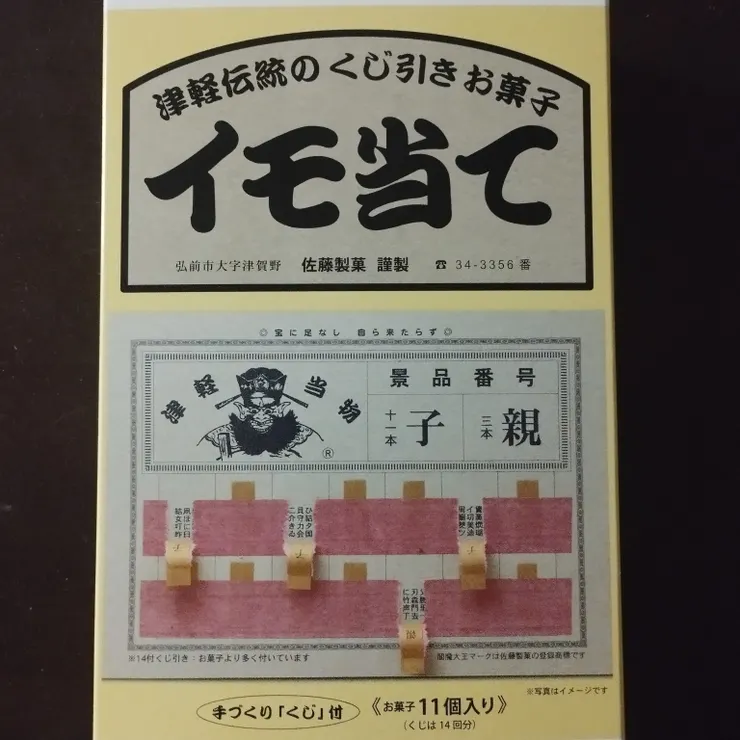 津軽伝統のくじ引きお菓子
イモ当て
弘前市大字津賀野 佐藤製菓 謹製 ☎ 34-3356 番
◎ 宝に足なし 自ら来たらず ◎
津軽当物
®
景品番号
十一本 子 三本 親
子 子 子
※14付くじ引き：お菓子より多く付いています
閻魔大王マークは佐藤製菓の登録商標です
※写真はイメージです
手づくり「くじ」付 《お菓子 11個入り》
(くじは 14 回分)